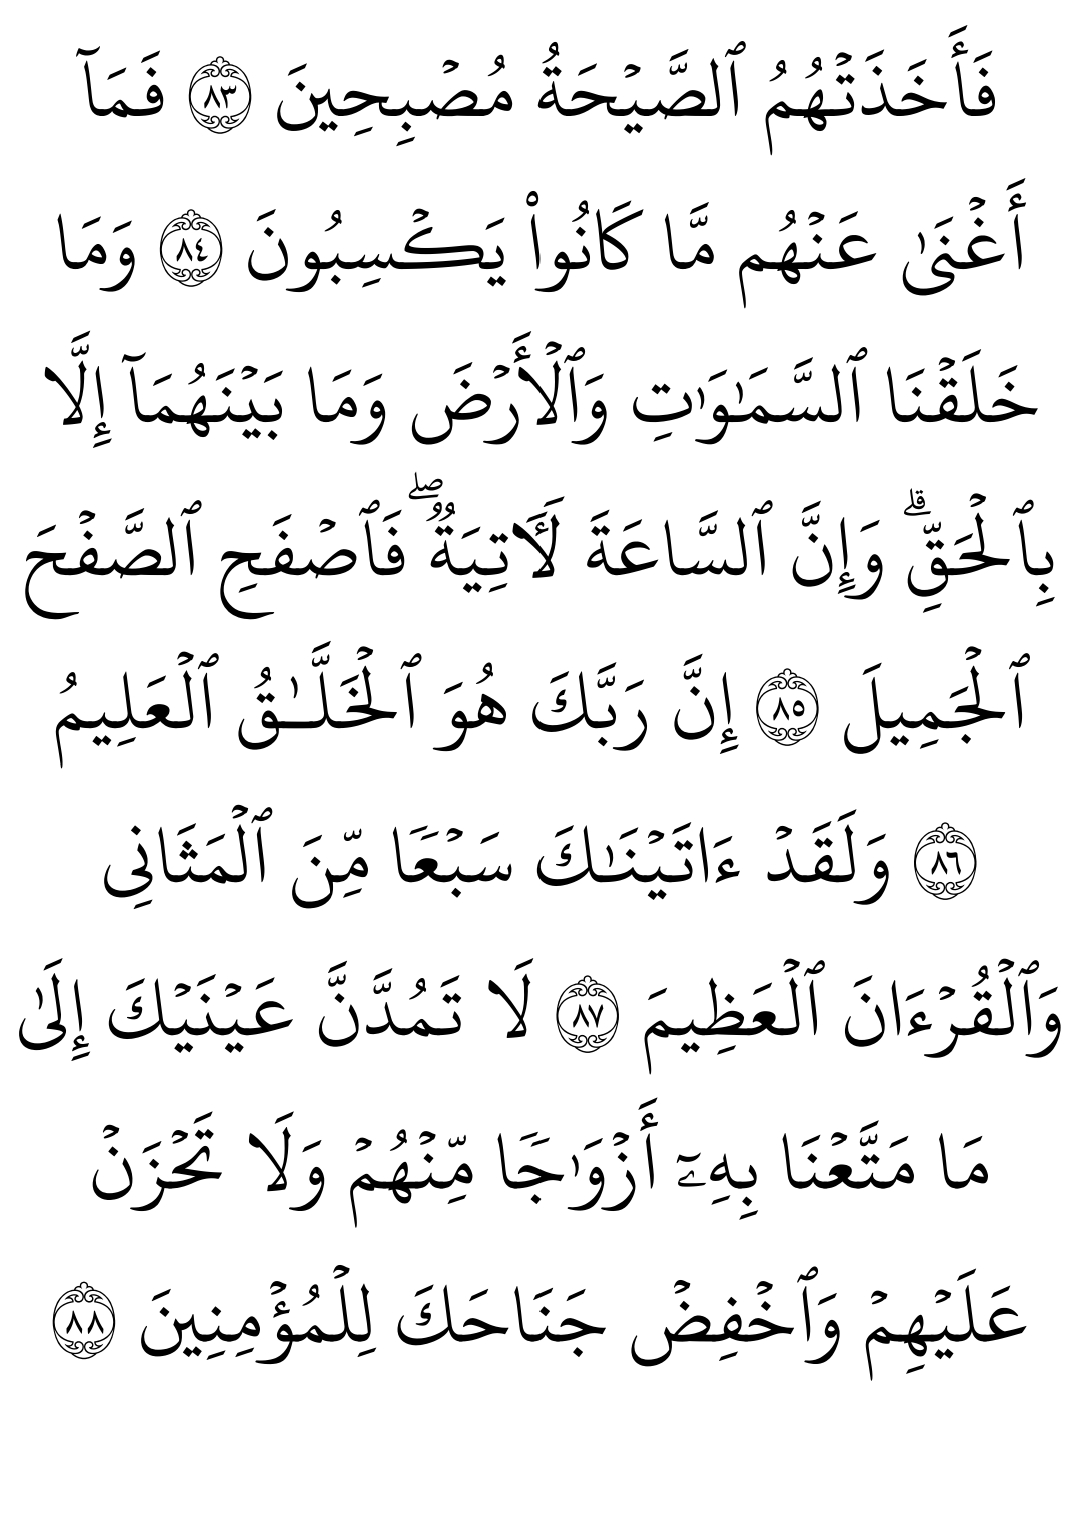 فَأَخَذَتۡهُمُ ٱلصَّيۡحَةُ مُصۡبِحِينَ ٨٣ فَمَآ
أَغۡنَىٰ عَنۡهُم مَّا كَانُواْ يَكۡسِبُونَ ٨٤ وَمَا
خَلَقۡنَا ٱلسَّمَٰوَٰتِ وَٱلۡأَرۡضَ وَمَا بَيۡنَهُمَآ إِلَّا
بِٱلۡحَقِّۗ وَإِنَّ ٱلسَّاعَةَ لَأٓتِيَةٞۖ فَٱصۡفَحِ ٱلصَّفۡحَ
ٱلۡجَمِيلَ ٨٥ إِنَّ رَبَّكَ هُوَ ٱلۡخَلَّٰقُ ٱلۡعَلِيمُ
٨٦ وَلَقَدۡ ءَاتَيۡنَٰكَ سَبۡعٗا مِّنَ ٱلۡمَثَانِي
وَٱلۡقُرۡءَانَ ٱلۡعَظِيمَ ٨٧ لَا تَمُدَّنَّ عَيۡنَيۡكَ إِلَىٰ
مَا مَتَّعۡنَا بِهِۦٓ أَزۡوَٰجٗا مِّنۡهُمۡ وَلَا تَحۡزَنۡ
عَلَيۡهِمۡ وَٱخۡفِضۡ جَنَاحَكَ لِلۡمُؤۡمِنِينَ ٨٨